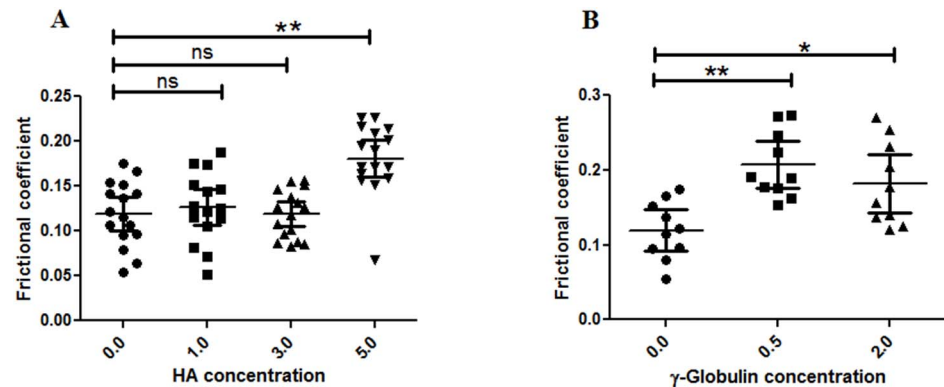 A
**
ns
ns
Frictional coefficient
0.25
0.20
0.15
0.10
0.05
0.00
0.0
1.0
3.0
5.0
HA concentration
B
*
**
Frictional coefficient
0.3
0.2
0.1
0.0
0.0
0.5
2.0
γ-Globulin concentration